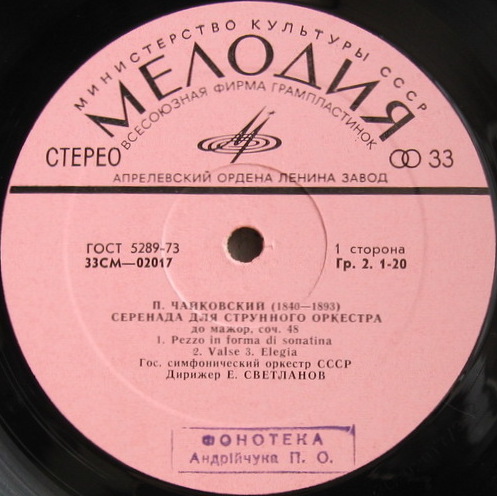 МИНИСТЕРСТВО КУЛЬТУРЫ СССР
МЕЛОДИЯ
ВСЕСОЮЗНАЯ ФИРМА ГРАМПЛАСТИНОК
СТЕРЕО
33
АПРЕЛЕВСКИЙ ОРДЕНА ЛЕНИНА ЗАВОД
ГОСТ 5289-73
1 сторона
33СМ—02017
Гр. 2. 1-20
П. ЧАЙКОВСКИЙ (1840—1893)
СЕРЕНАДА ДЛЯ СТРУННОГО ОРКЕСТРА
до мажор, соч. 48
1. Pezzo in forma di sonatina
2. Valse 3. Elegia
Гос. симфонический оркестр СССР
Дирижер Е. СВЕТЛАНОВ
ФОНОТЕКА
Андрійчука П. О.